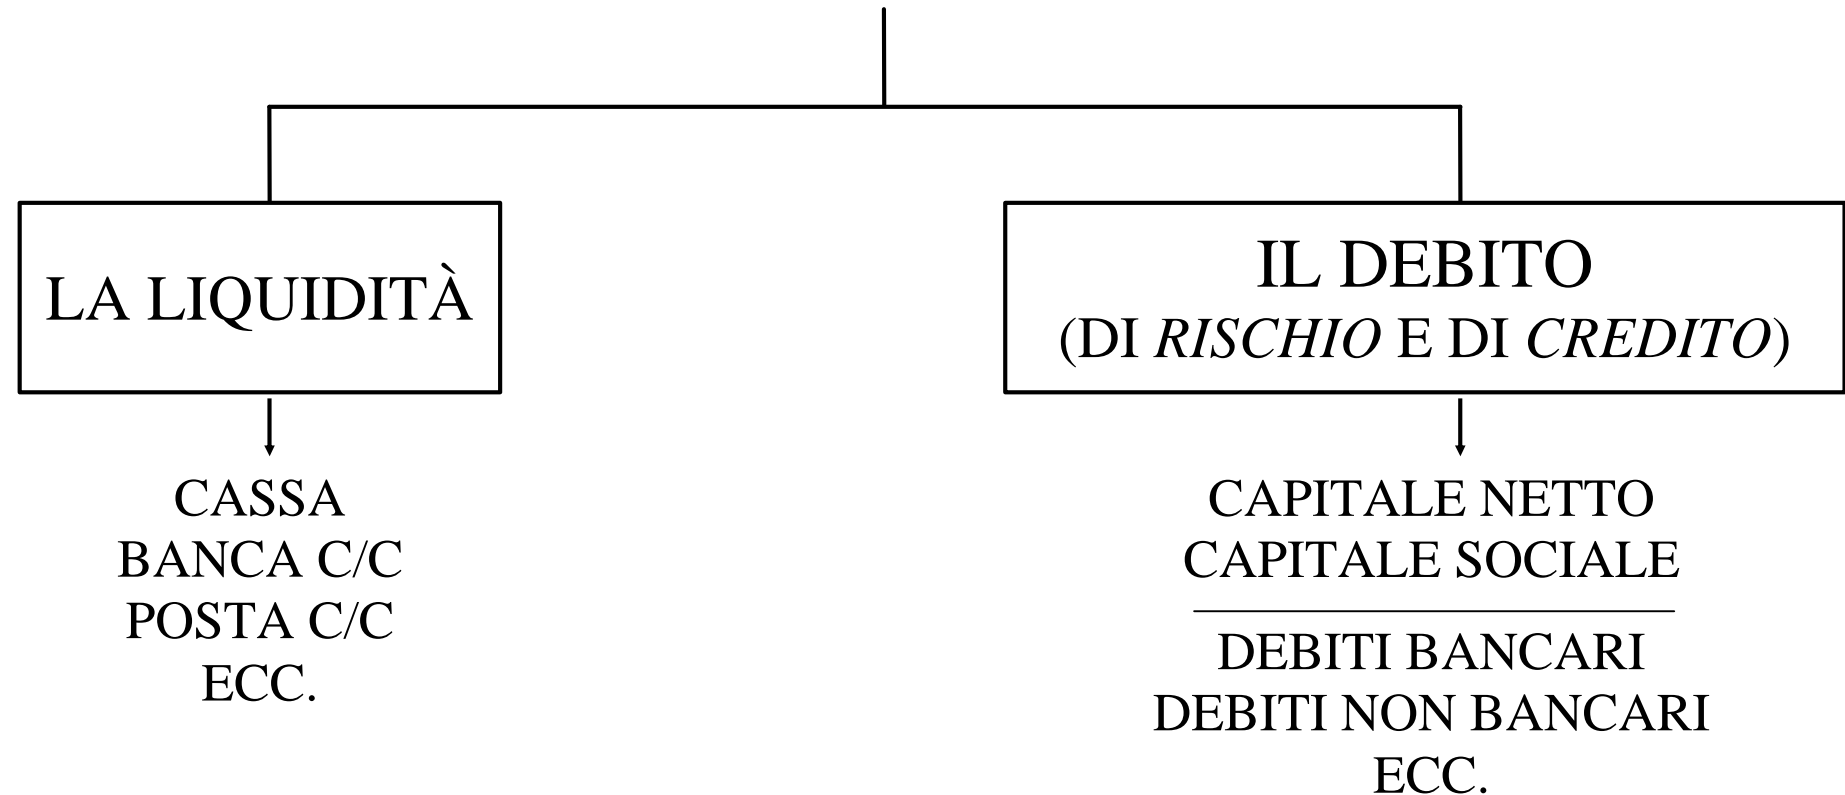 LA LIQUIDITÀ
CASSA
BANCA C/C
POSTA C/C
ECC.
IL DEBITO
(DI RISCHIO E DI CREDITO)
CAPITALE NETTO
CAPITALE SOCIALE
DEBITI BANCARI
DEBITI NON BANCARI
ECC.